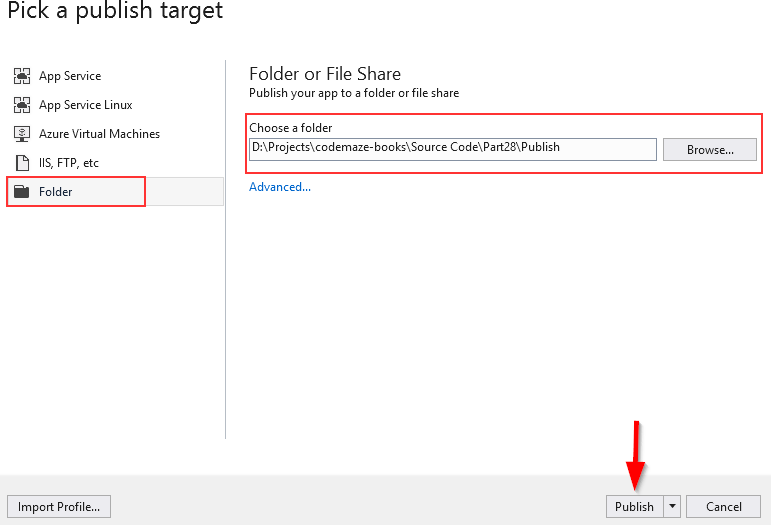 Pick a publish target
App Service
App Service Linux
Azure Virtual Machines
IIS, FTP, etc
Folder
Folder or File Share
Publish your app to a folder or file share
Choose a folder
D:\Projects\codemaze-books\Source Code\Part28\Publish
Browse...
Advanced...
Import Profile...
Publish
Cancel